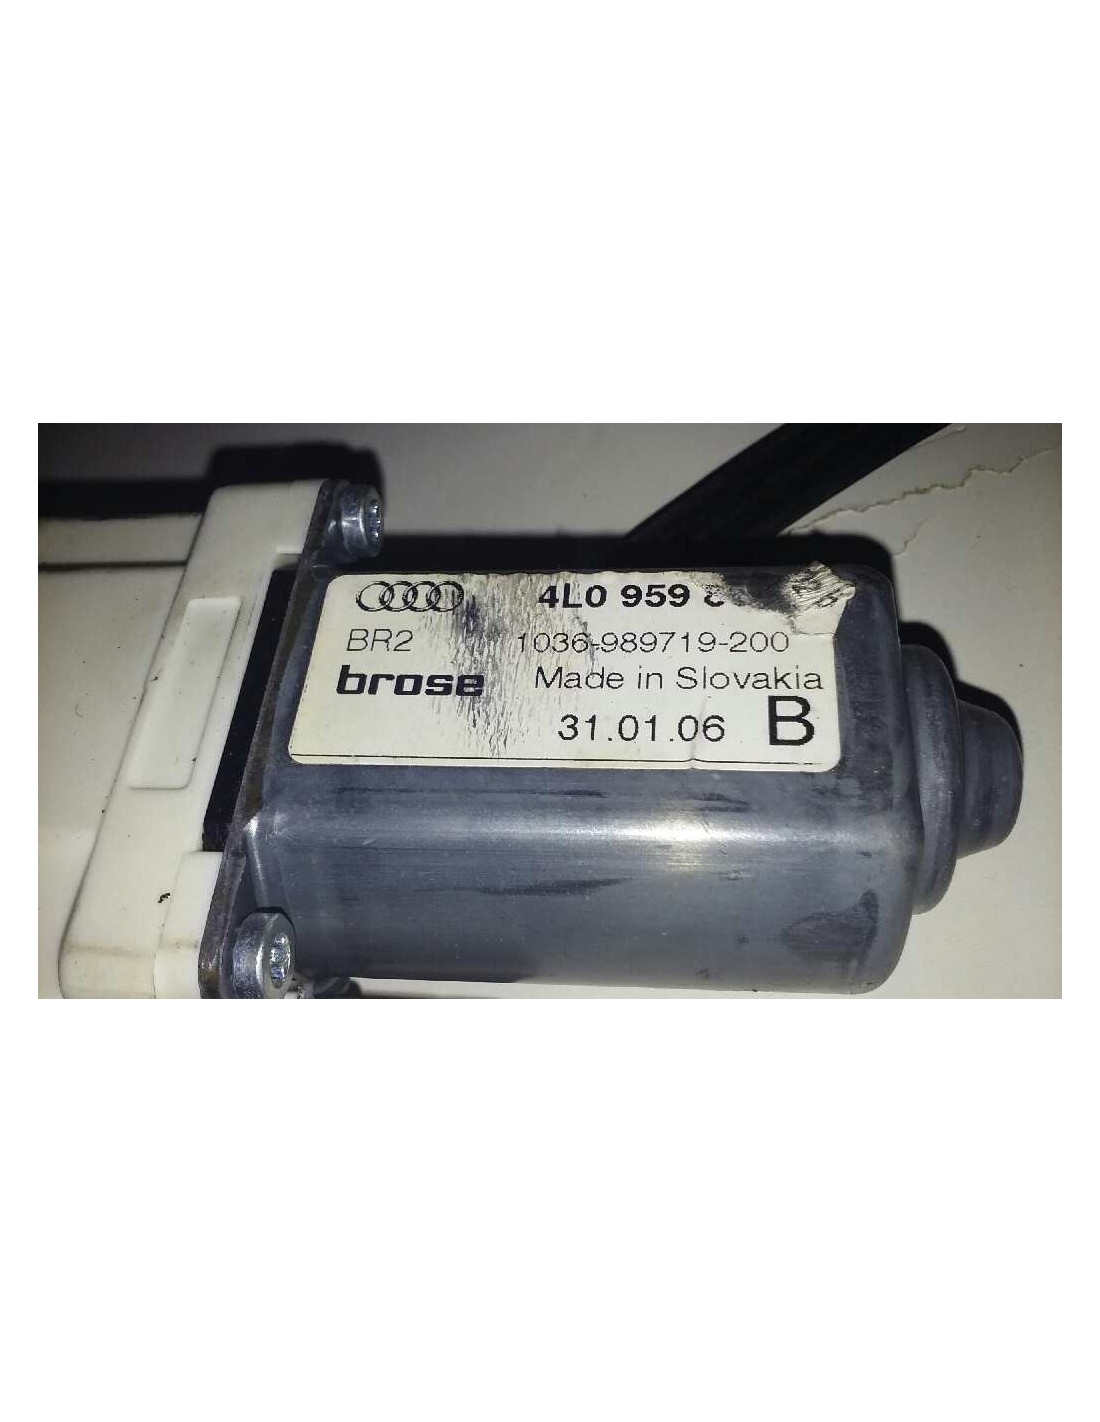 4L0 959
BR2 1036-989719-200
brose Made in Slovakia
31.01.06 B